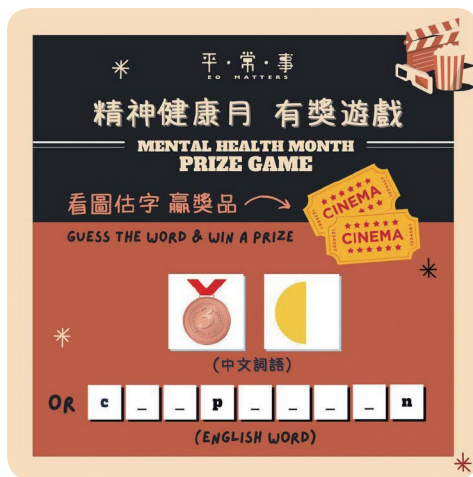 平·常·事
EQ MATTERS
精神健康月 有獎遊戲
MENTAL HEALTH MONTH
PRIZE GAME
看圖估字 贏獎品
CINEMA
CINEMA
GUESS THE WORD & WIN A PRIZE
3
(中文詞語)
OR c _ _ p _ _ _ _ n
(ENGLISH WORD)